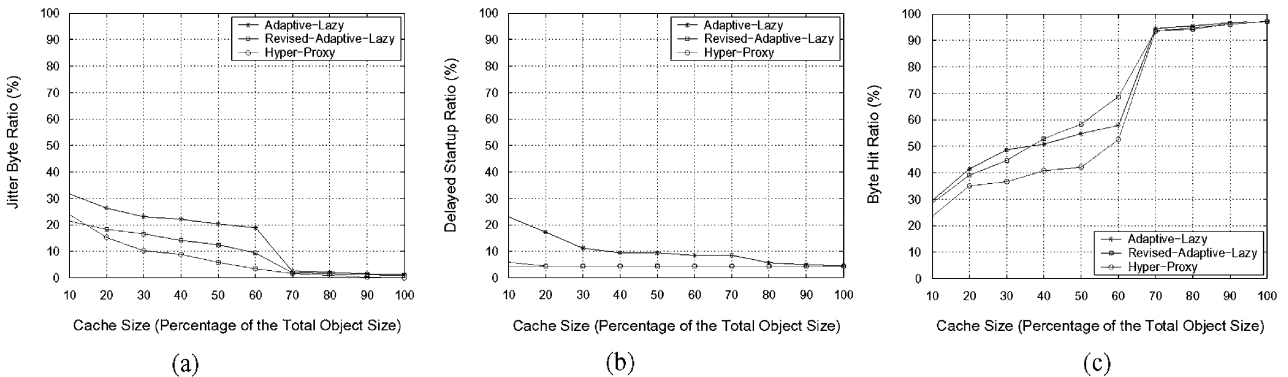 100
90
80
70
60
50
40
30
20
10
0
Jitter Byte Ratio (%)
Adaptive-Lazy
Revised-Adaptive-Lazy
Hyper-Proxy
10 20 30 40 50 60 70 80 90 100
Cache Size (Percentage of the Total Object Size)
(a)
100
90
80
70
60
50
40
30
20
10
0
Delayed Startup Ratio (%)
Adaptive-Lazy
Revised-Adaptive-Lazy
Hyper-Proxy
10 20 30 40 50 60 70 80 90 100
Cache Size (Percentage of the Total Object Size)
(b)
100
90
80
70
60
50
40
30
20
10
0
Byte Hit Ratio (%)
Adaptive-Lazy
Revised-Adaptive-Lazy
Hyper-Proxy
10 20 30 40 50 60 70 80 90 100
Cache Size (Percentage of the Total Object Size)
(c)